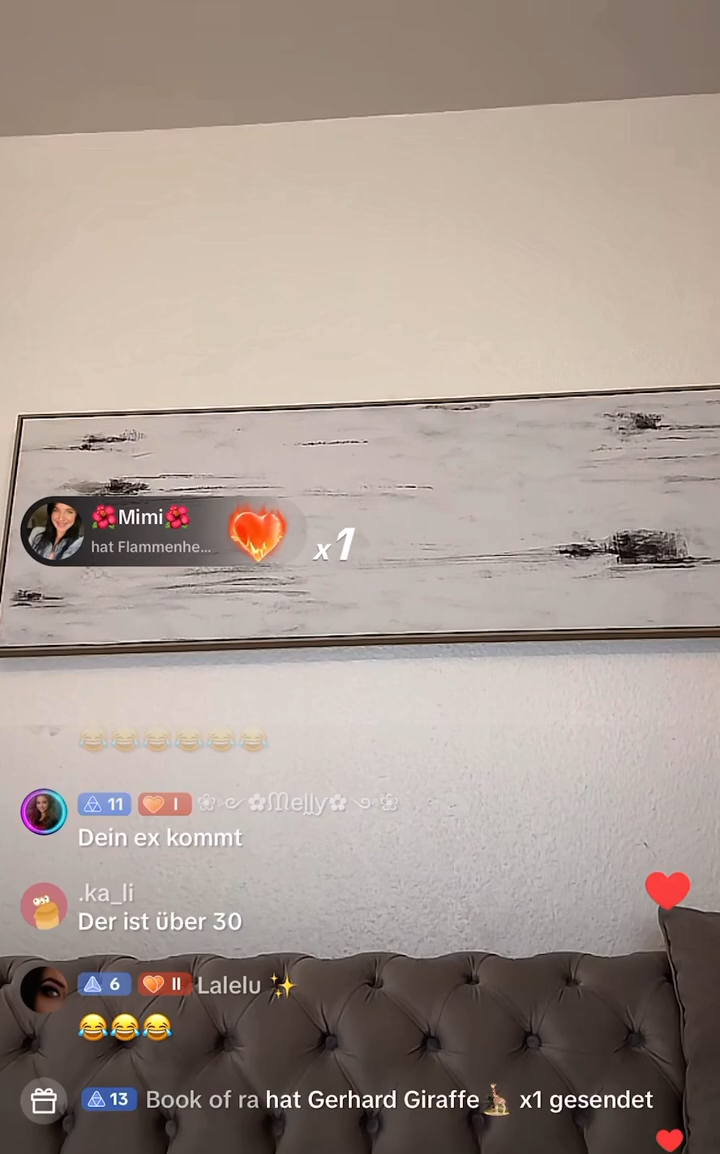 🌺Mimi🌺
hat Flammenhe...
x1
😂😂😂😂😂😂
11 I ❀༻✿Melly✿༺❀
Dein ex kommt
.ka_li
Der ist über 30
6 II Lalelu ✨
😂😂😂
13 Book of ra hat Gerhard Giraffe🦒 x1 gesendet